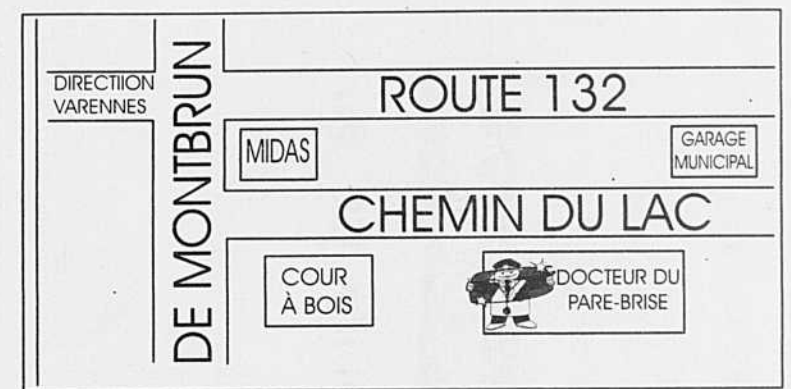 DIRECTIION
VARENNES
DE MONTBRUN
ROUTE 132
MIDAS
GARAGE
MUNICIPAL
CHEMIN DU LAC
COUR
À BOIS
DOCTEUR DU
PARE-BRISE